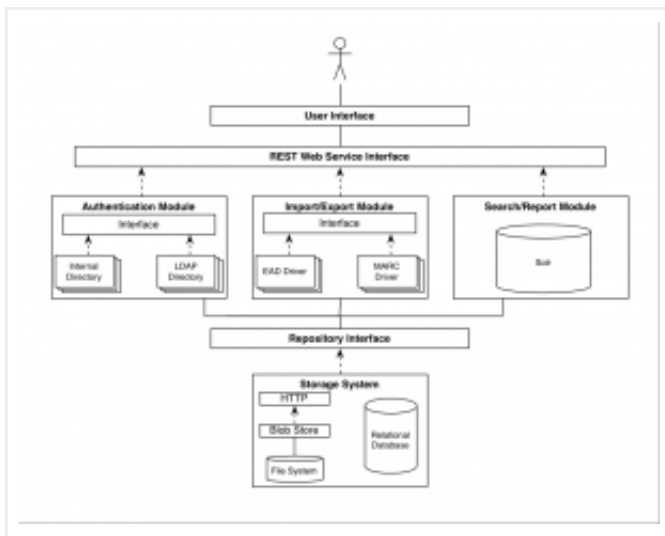 User Interface
REST Web Service Interface
Authentication Module
Interface
Internal
Directory
LDAP
Directory
Import/Export Module
Interface
EAD Driver
MARC
Driver
Search/Report Module
Solr
Repository Interface
Storage System
HTTP
Blob Store
File System
Relational
Database